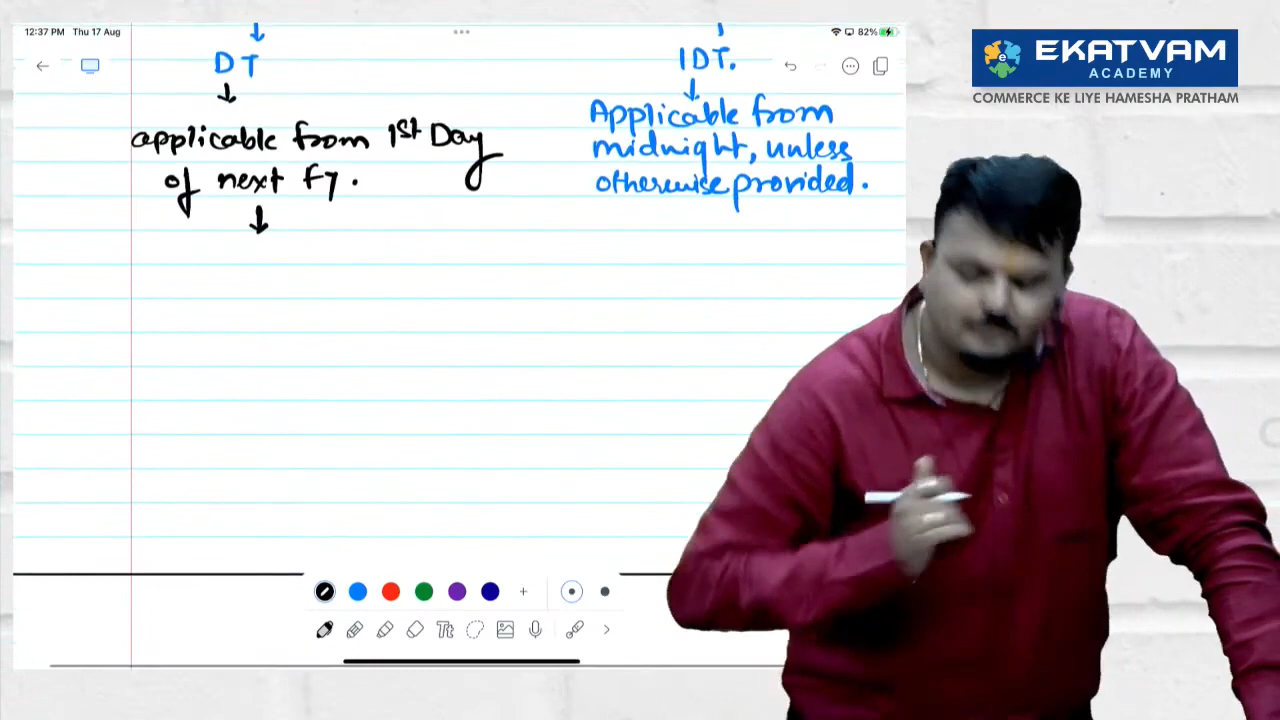 12:37 PM Thu 17 Aug
82%
EKATVAM
ACADEMY
COMMERCE KE LIYE HAMESHA PRATHAM
DT
applicable from 1st Day
of next FY.
IDT.
Applicable from
midnight, unless
otherwise provided.
Tt